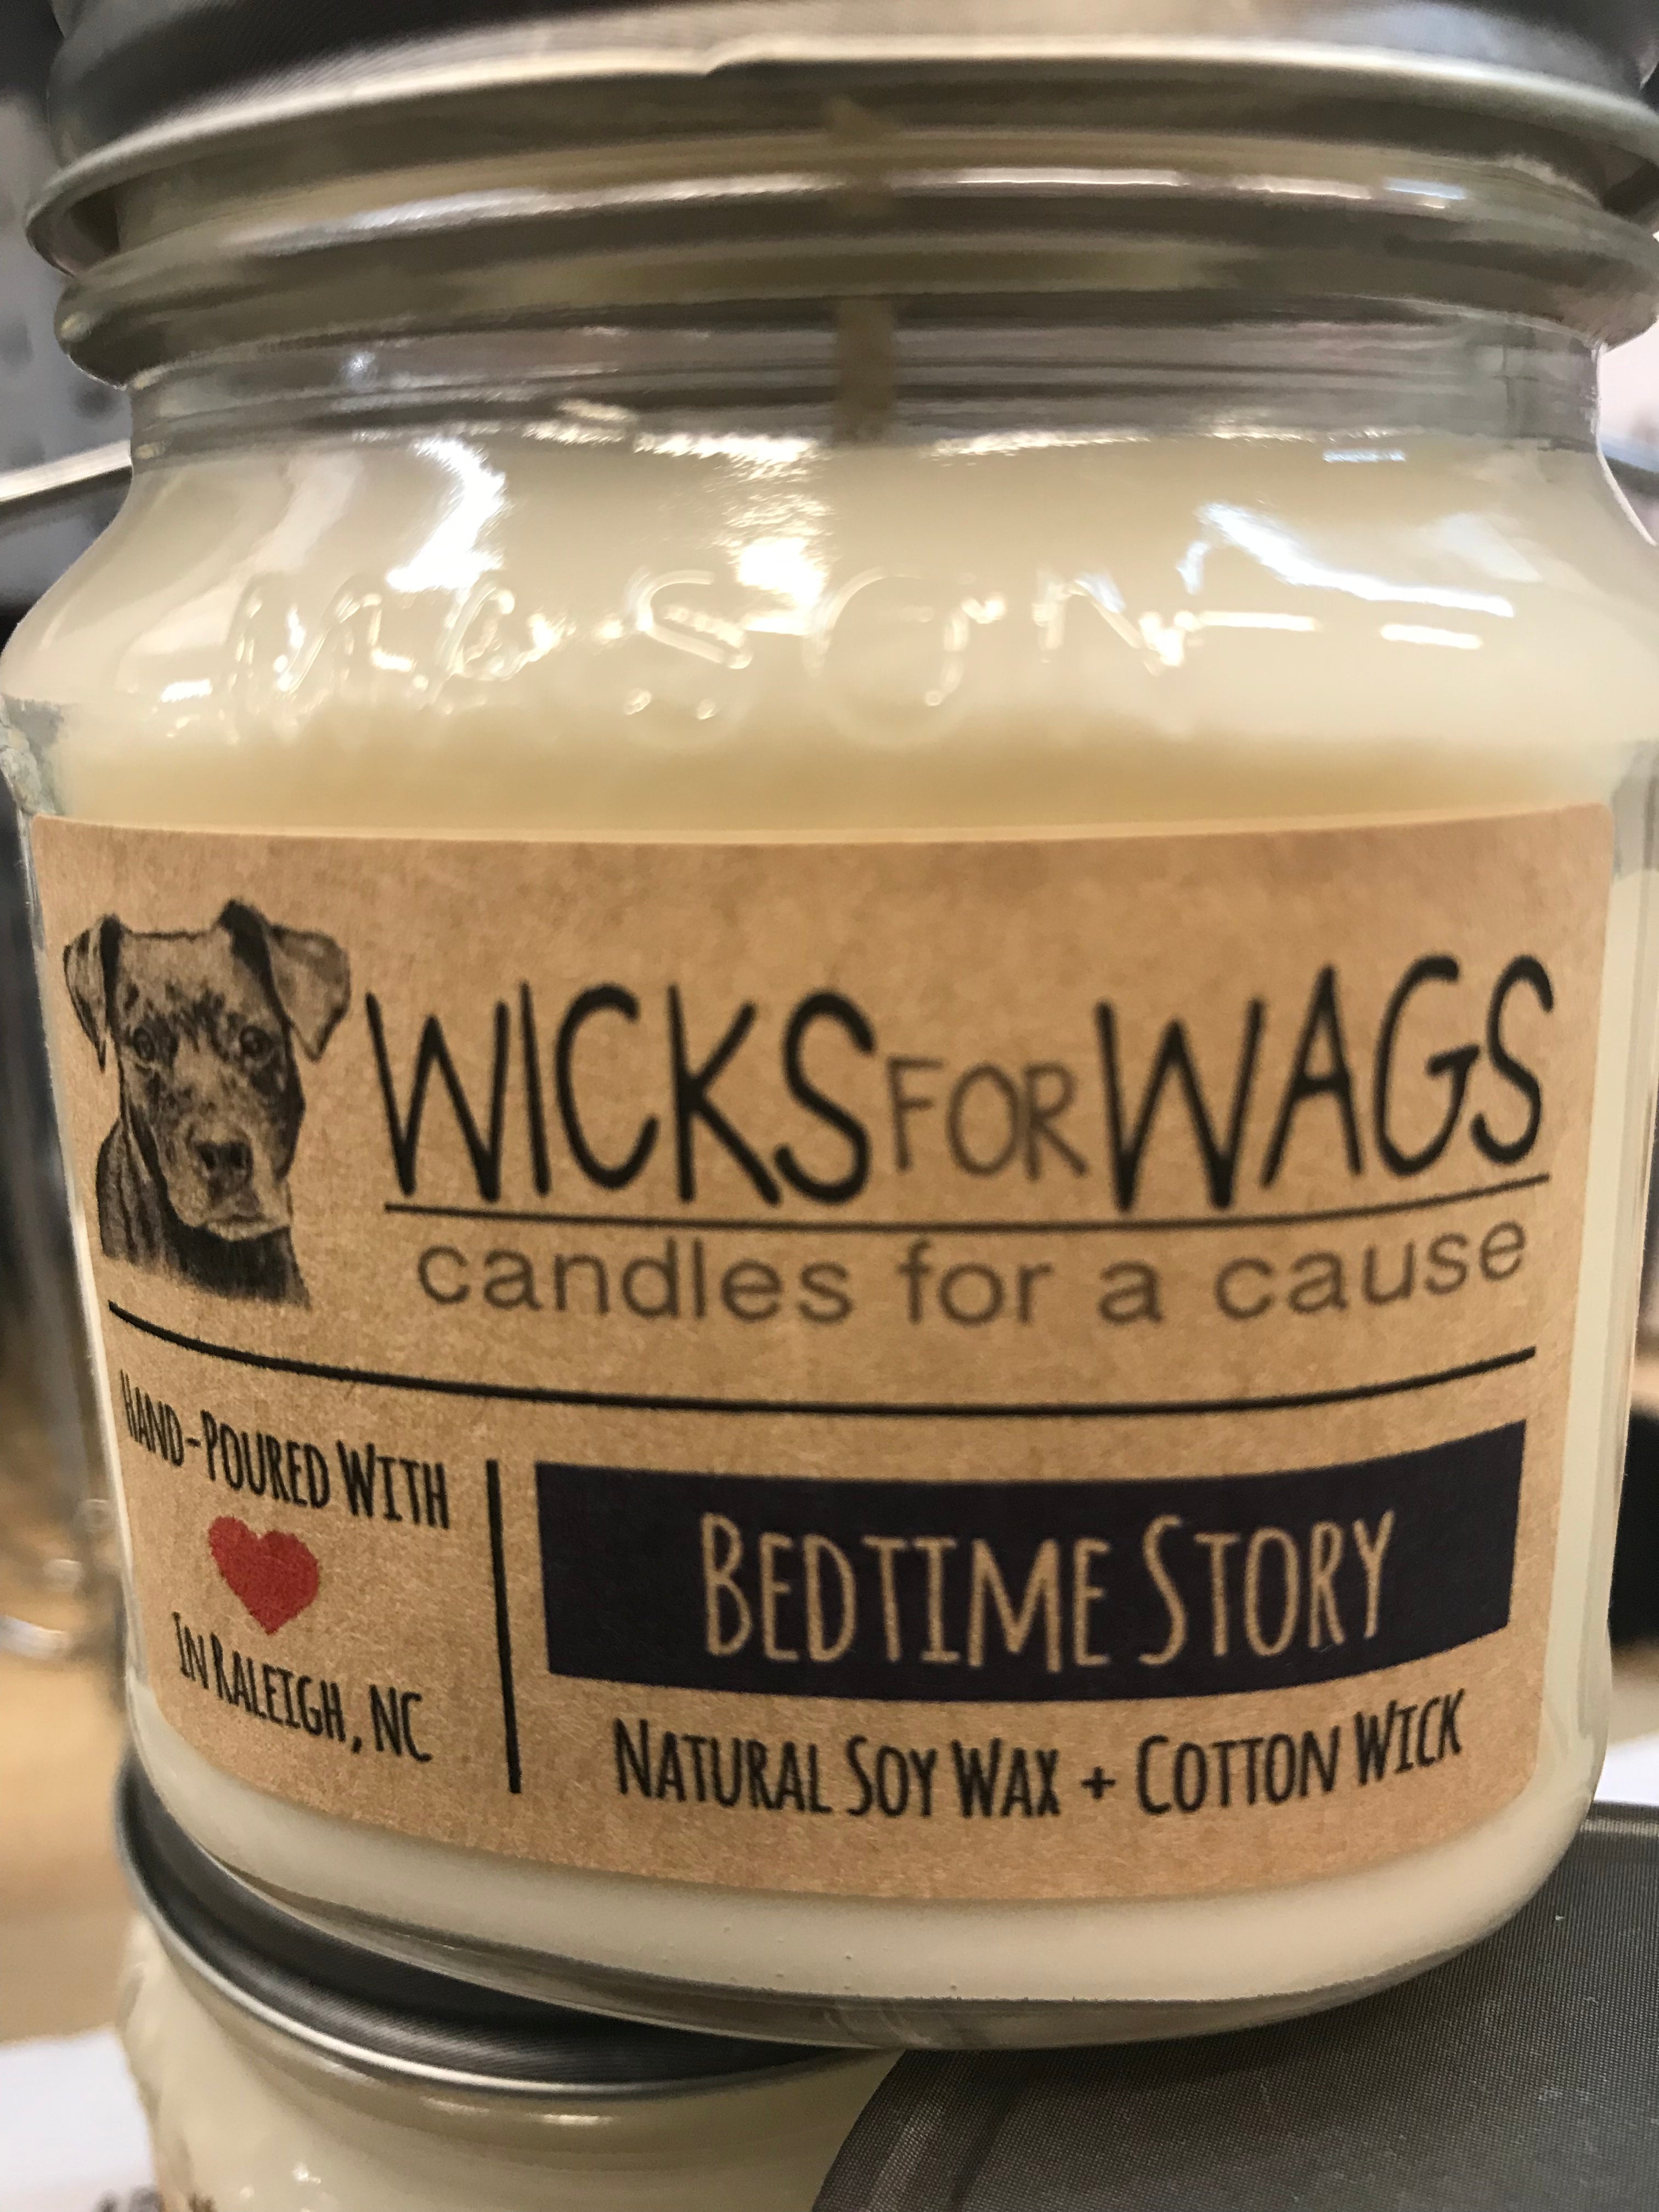 MASON
WICKS FOR WAGS
candles for a cause
HAND-POURED WITH
IN RALEIGH, NC
BEDTIME STORY
NATURAL SOY WAX + COTTON WICK